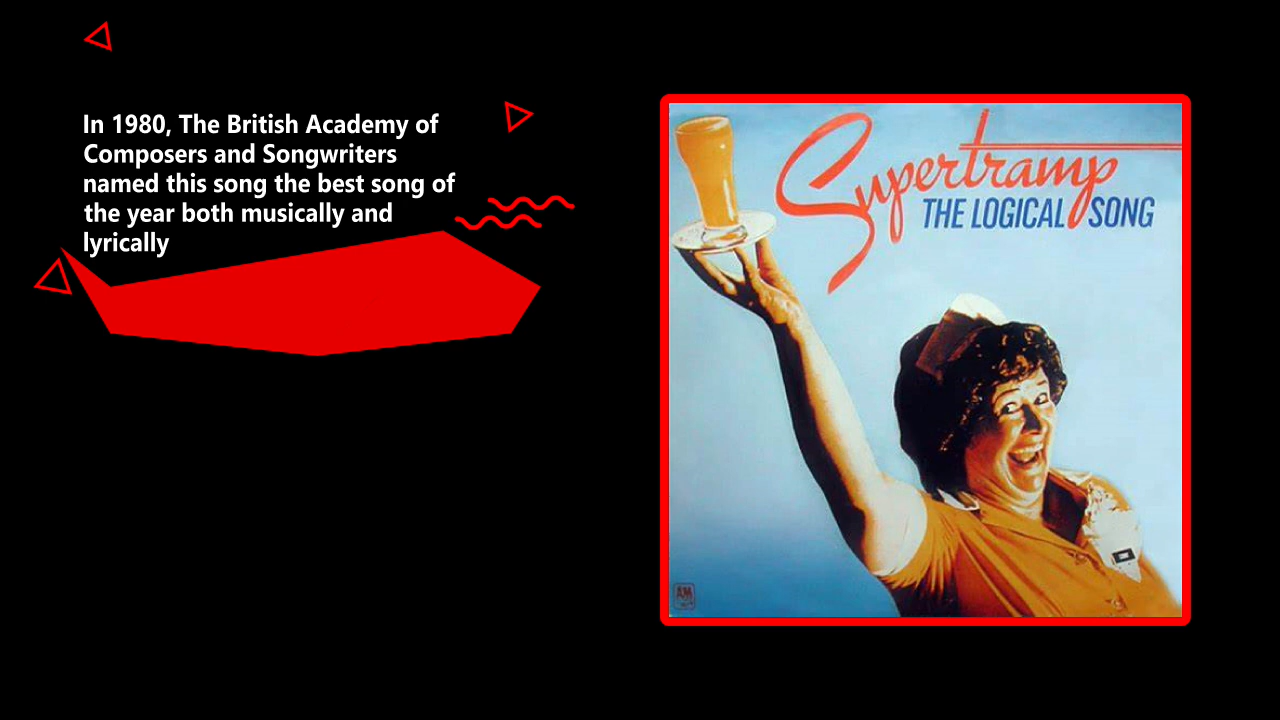 In 1980, The British Academy of
Composers and Songwriters
named this song the best song of
the year both musically and
lyrically
Supertramp
THE LOGICAL SONG
A&M